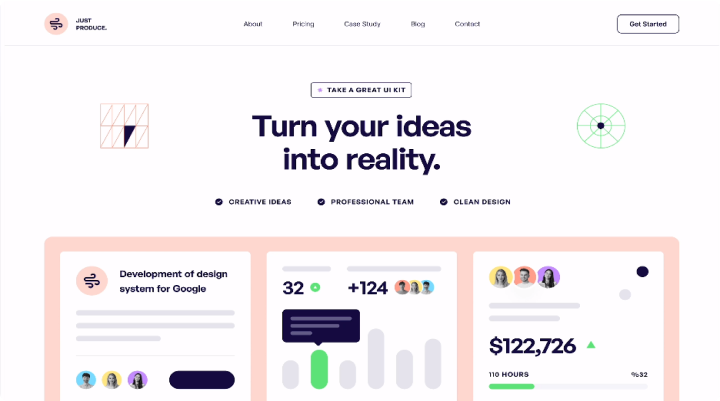 JUST
PRODUCE.
About Pricing Case Study Blog Contact
Get Started
TAKE A GREAT UI KIT
Turn your ideas
into reality.
CREATIVE IDEAS PROFESSIONAL TEAM CLEAN DESIGN
Development of design
system for Google
32 +124
$122,726
110 HOURS %32